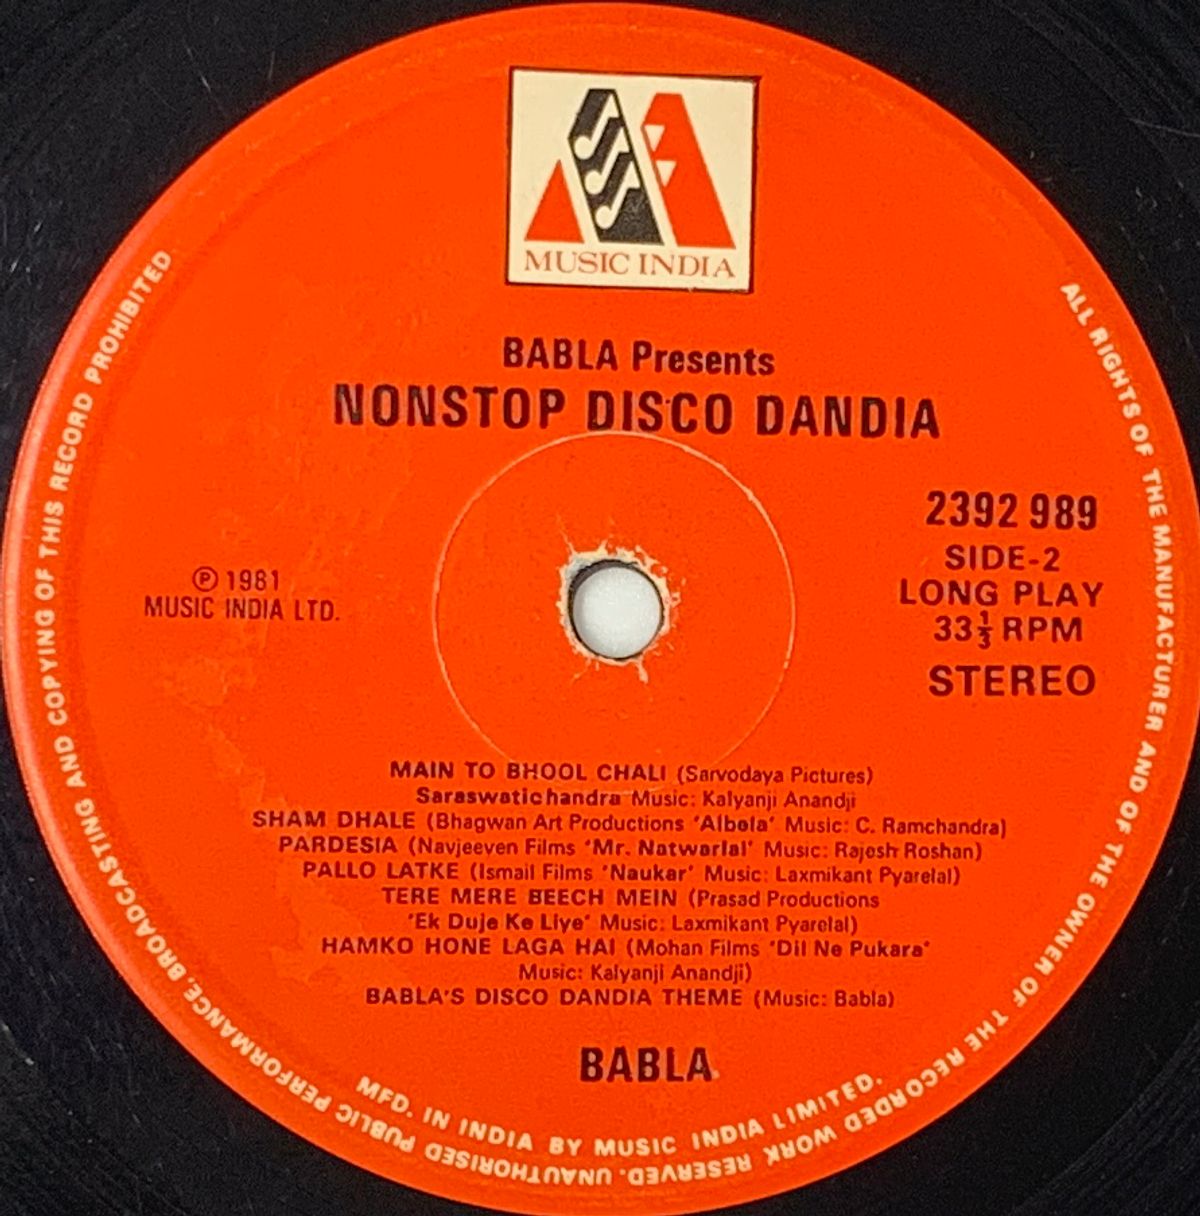 MUSIC INDIA
BABLA Presents
NONSTOP DISCO DANDIA
2392 989
SIDE-2
LONG PLAY
33⅓ RPM
STEREO
℗ 1981
MUSIC INDIA LTD.
MAIN TO BHOOL CHALI (Sarvodaya Pictures)
Saraswatichandra Music: Kalyanji Anandji
SHAM DHALE (Bhagwan Art Productions 'Albela' Music: C. Ramchandra)
PARDESIA (Navjeeven Films 'Mr. Natwarlal' Music: Rajesh Roshan)
PALLO LATKE (Ismail Films 'Naukar' Music: Laxmikant Pyarelal)
TERE MERE BEECH MEIN (Prasad Productions
'Ek Duje Ke Liye' Music: Laxmikant Pyarelal)
HAMKO HONE LAGA HAI (Mohan Films 'Dil Ne Pukara'
Music: Kalyanji Anandji)
BABLA'S DISCO DANDIA THEME (Music: Babla)
BABLA
MFD. IN INDIA BY MUSIC INDIA LIMITED.
ALL RIGHTS OF THE MANUFACTURER AND OF THE OWNER OF THE RECORDED WORK RESERVED. UNAUTHORISED PUBLIC PERFORMANCE, BROADCASTING AND COPYING OF THIS RECORD PROHIBITED